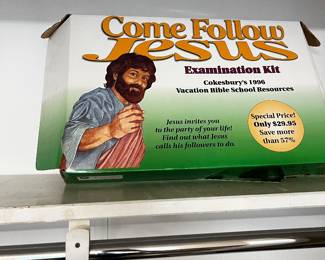 Come Follow
Jesus
Examination Kit
Cokesbury's 1996
Vacation Bible School Resources
Jesus invites you
to the party of your life!
Find out what Jesus
calls his followers to do.
Special Price!
Only $29.95
Save more
than 57%